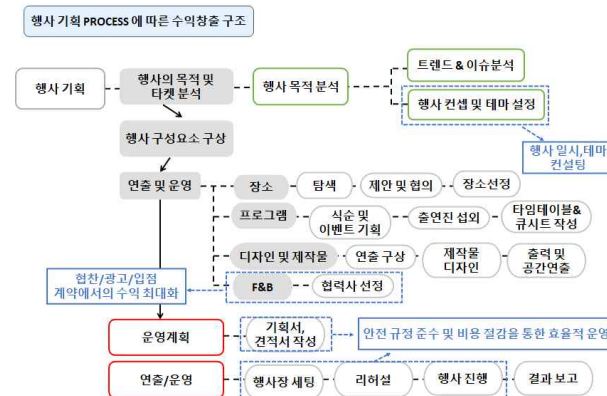 행사 기획 PROCESS 에 따른 수익창출 구조
행사 기획
행사의 목적 및
타켓 분석
행사 목적 분석
트렌드 & 이슈분석
행사 컨셉 및 테마 설정
행사 일시,테마
컨설팅
행사 구성요소 구상
연출 및 운영
장소
탐색
제안 및 협의
장소선정
프로그램
식순 및
이벤트 기획
출연진 섭외
타임테이블&
큐시트 작성
디자인 및 제작물
연출 구상
제작물
디자인
출력 및
공간연출
협찬/광고/입점
계약에서의 수익 최대화
F&B
협력사 선정
운영계획
기획서,
견적서 작성
안전 규정 준수 및 비용 절감을 통한 효율적 운영
연출/운영
행사장 세팅
리허설
행사 진행
결과 보고